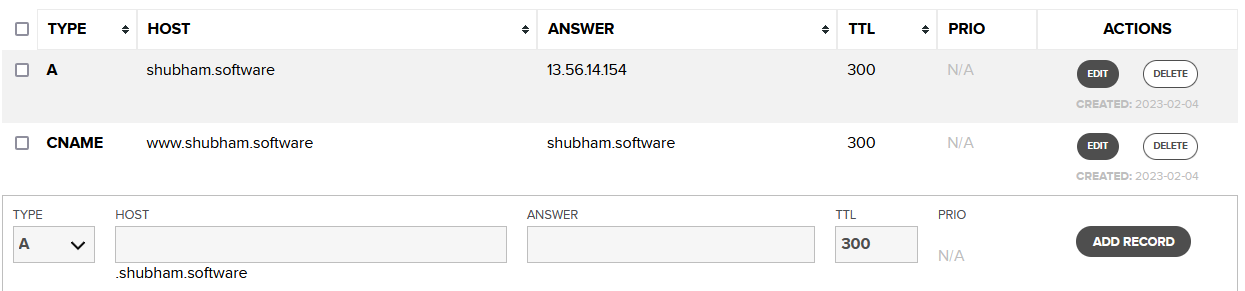 TYPE HOST ANSWER TTL PRIO ACTIONS
A shubham.software 13.56.14.154 300 N/A EDIT DELETE
CREATED: 2023-02-04
CNAME www.shubham.software shubham.software 300 N/A EDIT DELETE
CREATED: 2023-02-04
TYPE HOST ANSWER TTL PRIO
A 300 N/A ADD RECORD
.shubham.software